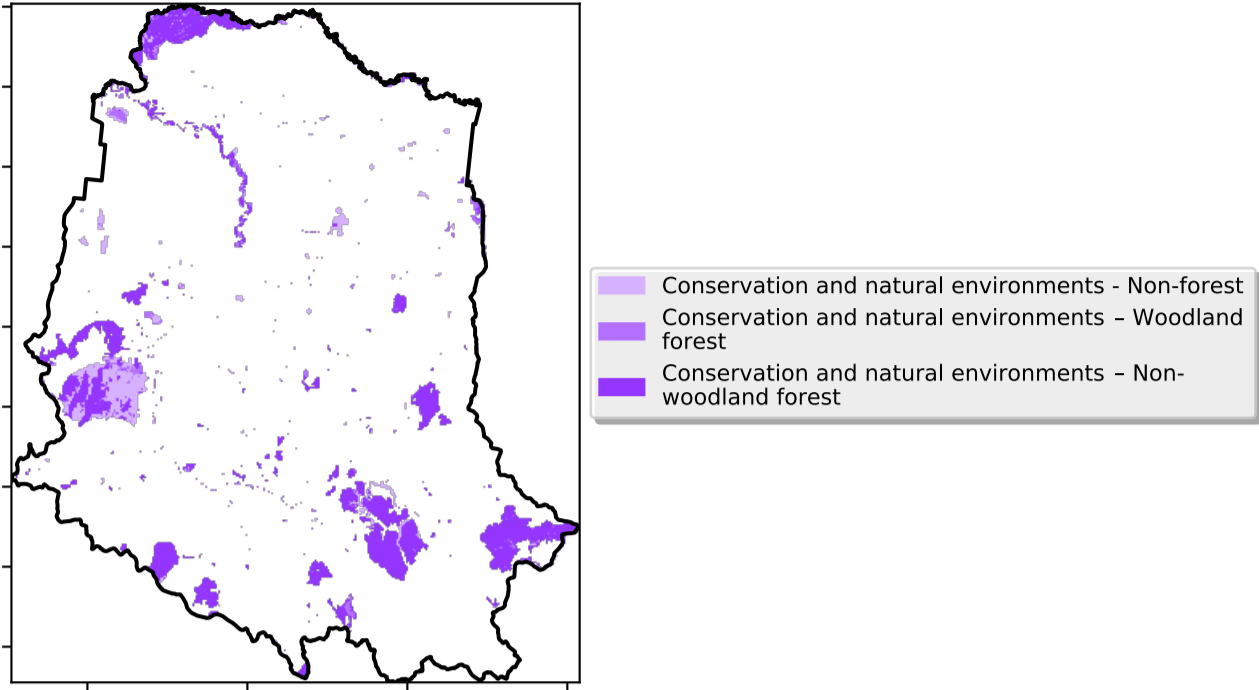 Conservation and natural environments - Non-forest
Conservation and natural environments – Woodland
forest
Conservation and natural environments – Non-
woodland forest